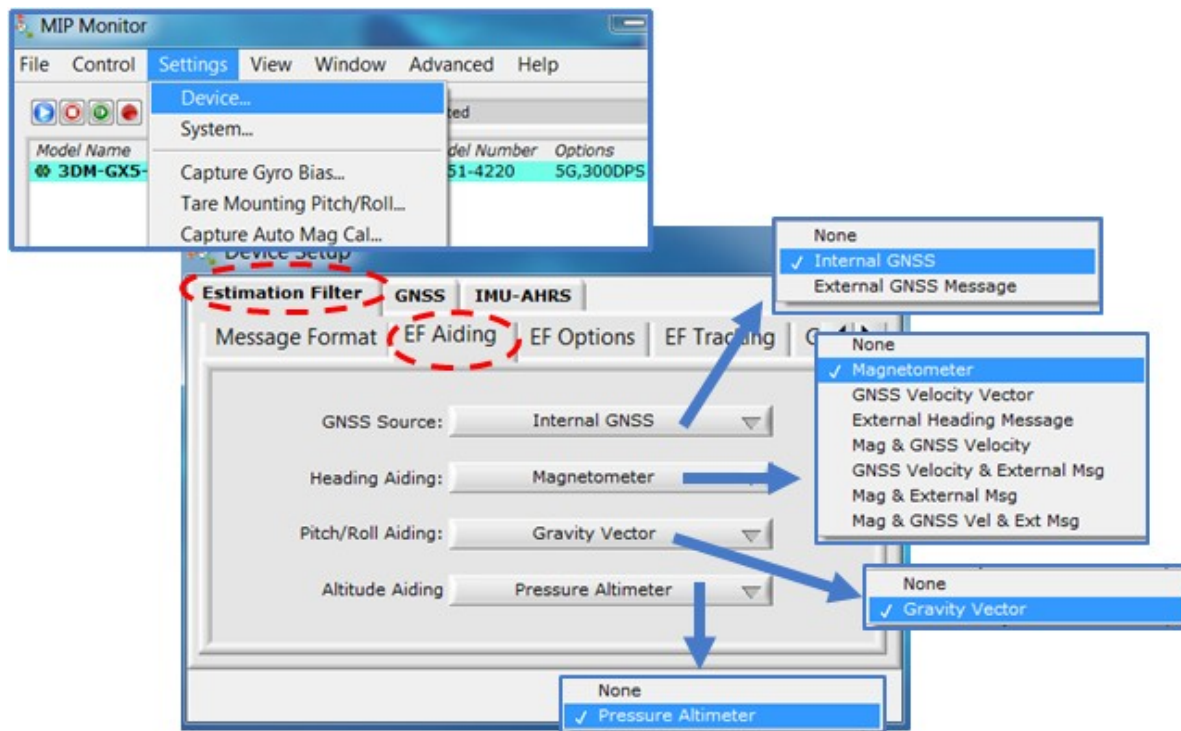 MIP Monitor
File Control Settings View Window Advanced Help
Device...
System...
Model Name Model Number Options
3DM-GX5- 51-4220 5G,300DPS
Capture Gyro Bias...
Tare Mounting Pitch/Roll...
Capture Auto Mag Cal...
Device Setup
Estimation Filter GNSS IMU-AHRS
Message Format EF Aiding EF Options EF Tracking
GNSS Source: Internal GNSS
Heading Aiding: Magnetometer
Pitch/Roll Aiding: Gravity Vector
Altitude Aiding Pressure Altimeter
None
✓ Internal GNSS
External GNSS Message
None
✓ Magnetometer
GNSS Velocity Vector
External Heading Message
Mag & GNSS Velocity
GNSS Velocity & External Msg
Mag & External Msg
Mag & GNSS Vel & Ext Msg
None
✓ Gravity Vector
None
✓ Pressure Altimeter